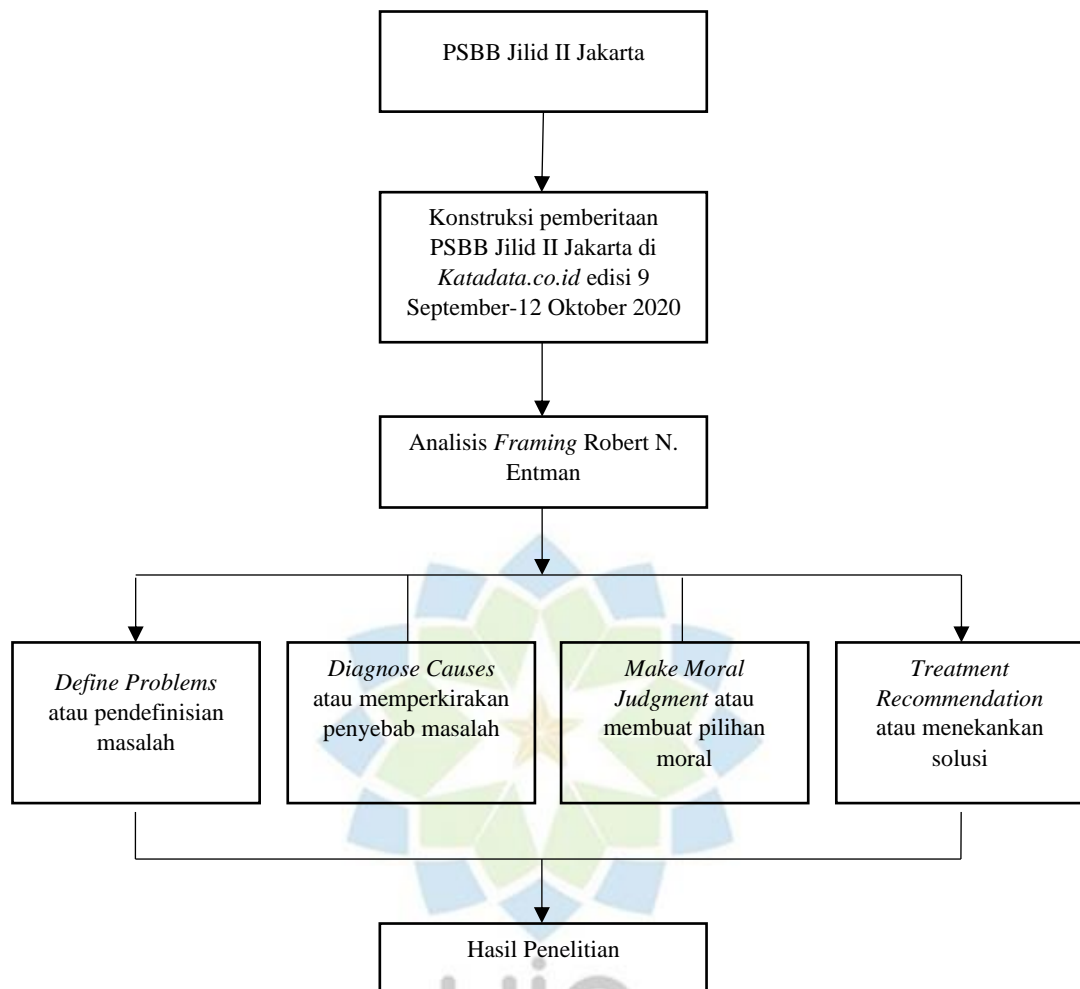 PSBB Jilid II Jakarta
Konstruksi pemberitaan
PSBB Jilid II Jakarta di
Katadata.co.id edisi 9
September-12 Oktober 2020
Analisis Framing Robert N.
Entman
Define Problems
atau pendefinisian
masalah
Diagnose Causes
atau memperkirakan
penyebab masalah
Make Moral
Judgment atau
membuat pilihan
moral
Treatment
Recommendation
atau menekankan
solusi
Hasil Penelitian